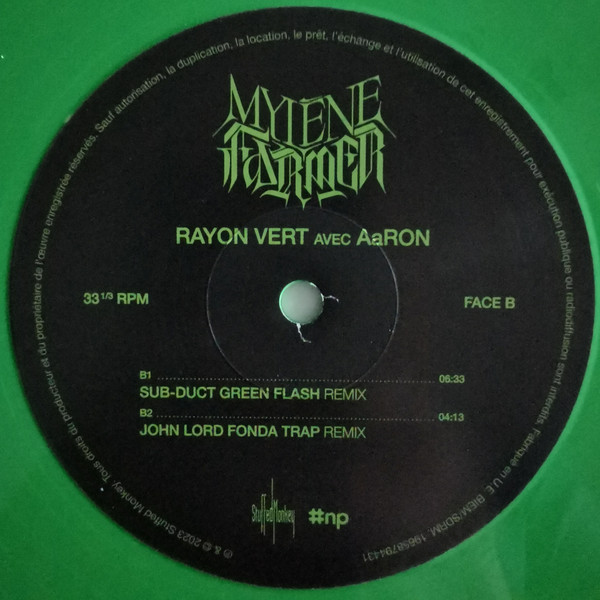 MYLENE
FARMER
RAYON VERT AVEC AaRON
33 1/3 RPM
FACE B
B1 06:33
SUB-DUCT GREEN FLASH REMIX
B2 04:13
JOHN LORD FONDA TRAP REMIX
StuffedMonkey
#np
℗ & © 2023 Stuffed Monkey. Tous droits du producteur et du propriétaire de l'œuvre enregistrée réservés. Sauf autorisation, la duplication, la location, le prêt, l'échange et l'utilisation de cet enregistrement pour exécution publique ou radiodiffusion sont interdits. Fabriqué en U.E. BIEM/SDRM. 19658794431